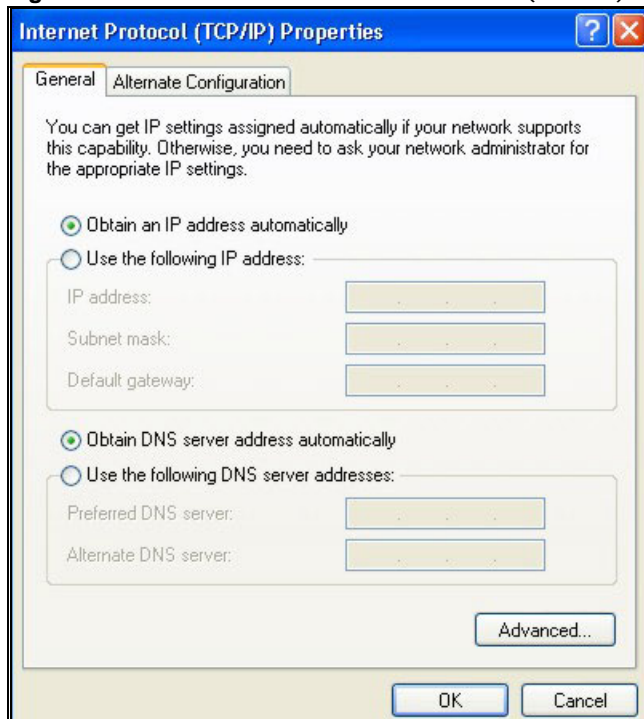 Internet Protocol (TCP/IP) Properties
General
Alternate Configuration
You can get IP settings assigned automatically if your network supports
this capability. Otherwise, you need to ask your network administrator for
the appropriate IP settings.
Obtain an IP address automatically
Use the following IP address:
IP address:
Subnet mask:
Default gateway:
Obtain DNS server address automatically
Use the following DNS server addresses:
Preferred DNS server:
Alternate DNS server:
Advanced...
OK
Cancel